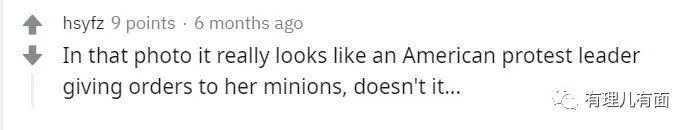 hsyfz 9 points · 6 months ago
In that photo it really looks like an American protest leader
giving orders to her minions, doesn't it...
有理儿有面